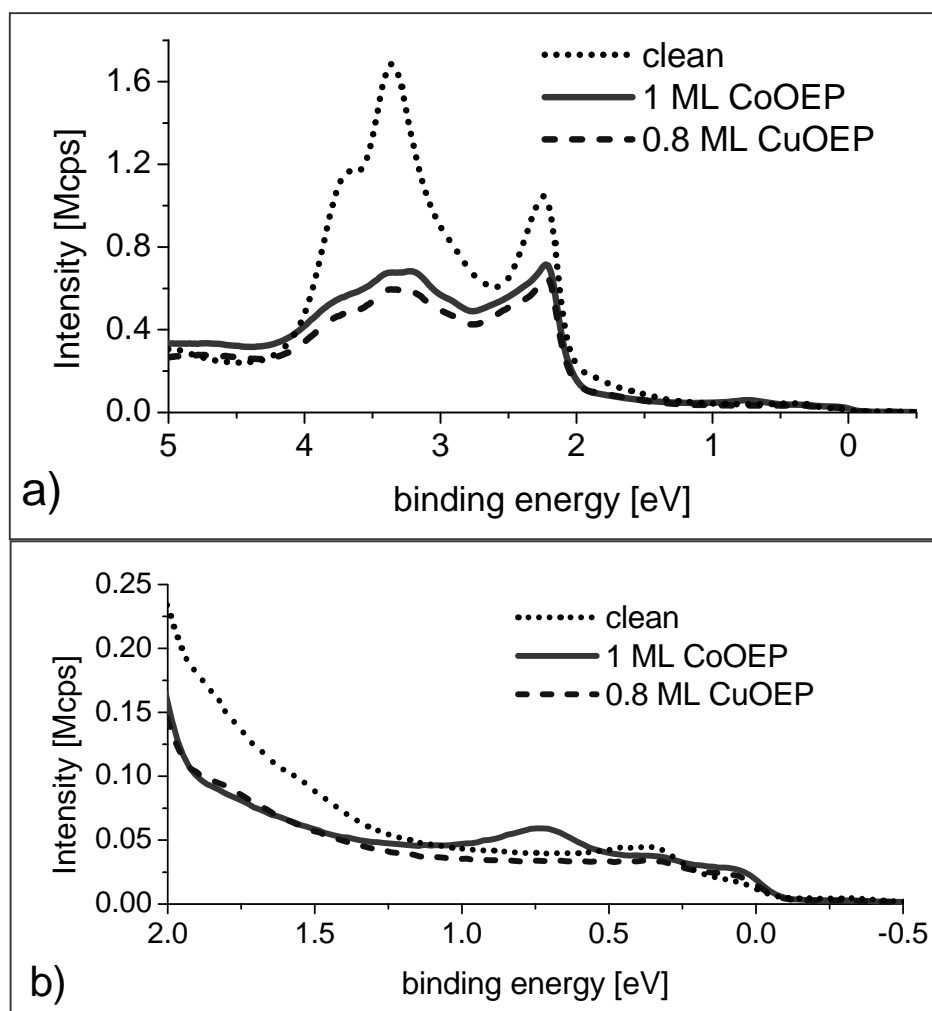 clean
1 ML CoOEP
0.8 ML CuOEP
Intensity [Mcps]
1.6
1.2
0.8
0.4
0.0
5 4 3 2 1 0
binding energy [eV]
a)
clean
1 ML CoOEP
0.8 ML CuOEP
Intensity [Mcps]
0.25
0.20
0.15
0.10
0.05
0.00
2.0 1.5 1.0 0.5 0.0 -0.5
binding energy [eV]
b)